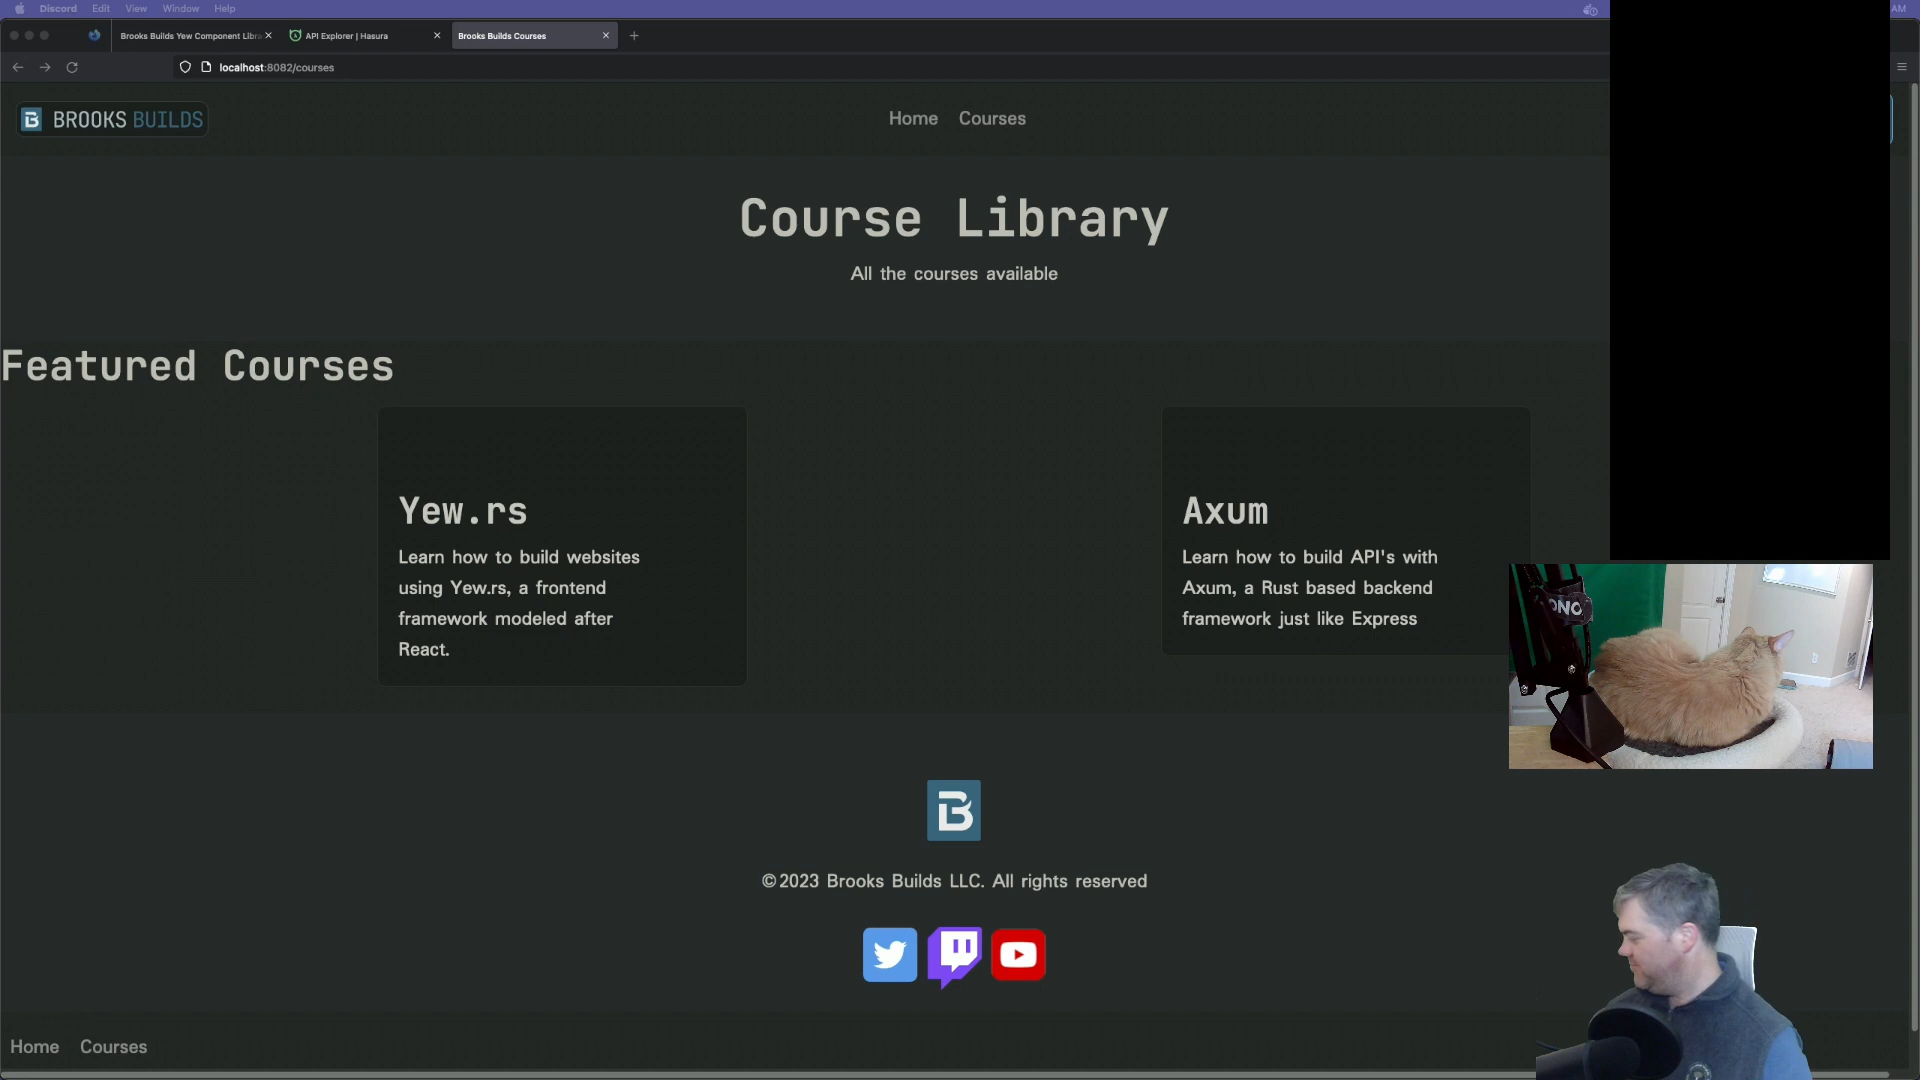 Discord Edit View Window Help AM
Brooks Builds Yew Component Libra API Explorer | Hasura Brooks Builds Courses
localhost:8082/courses
BROOKS BUILDS Home Courses
Course Library
All the courses available
Featured Courses
Yew.rs
Learn how to build websites
using Yew.rs, a frontend
framework modeled after
React.
Axum
Learn how to build API's with
Axum, a Rust based backend
framework just like Express
ONO
©2023 Brooks Builds LLC. All rights reserved
Home Courses